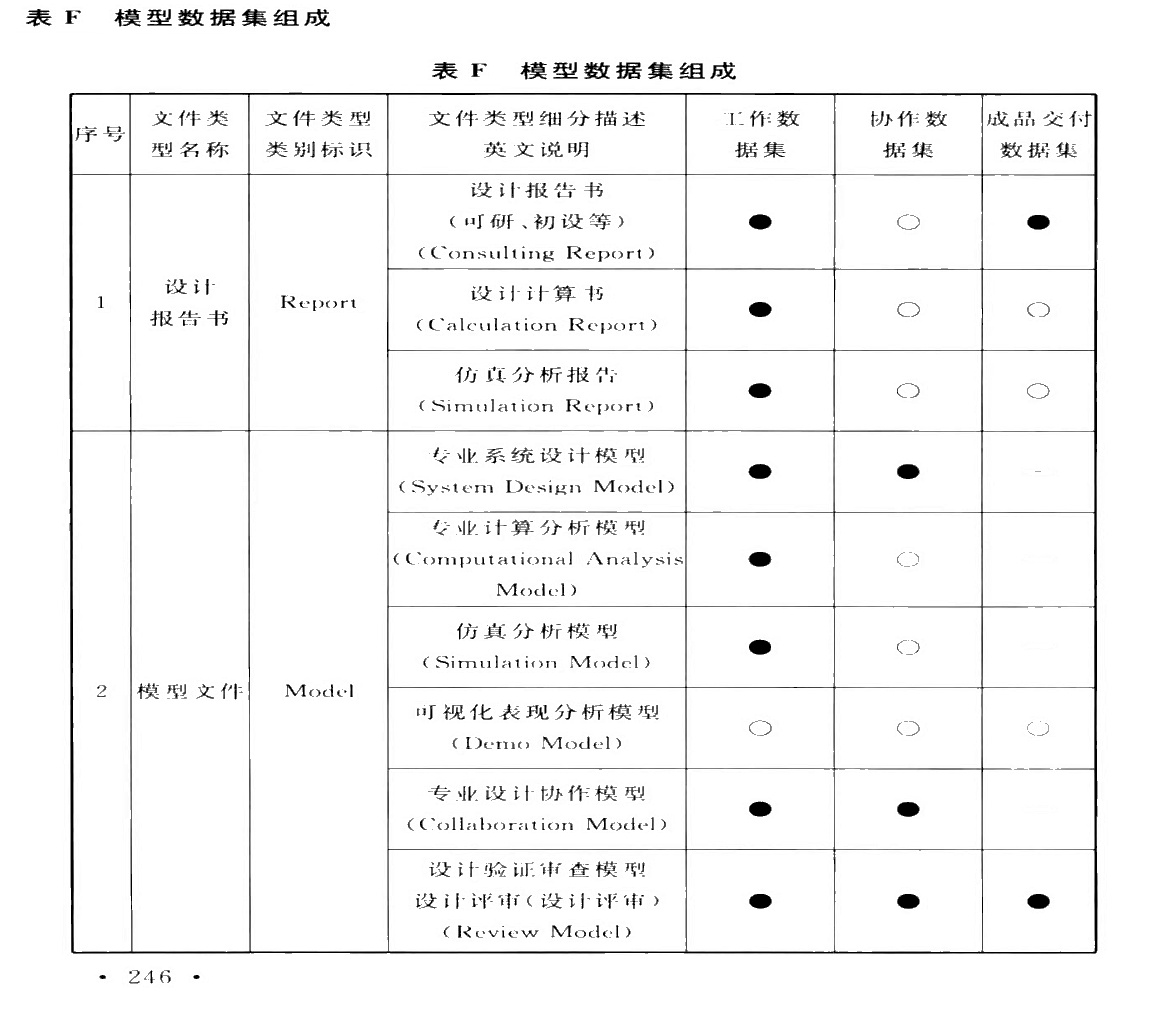 表 F 模型数据集组成
表 F 模型数据集组成
序号
文件类
型名称
文件类型
类别标识
文件类型细分描述
英文说明
工作数
据集
协作数
据集
成品交付
数据集
1
设计
报告书
Report
设计报告书
(可研、初设等)
(Consulting Report)
● ○ ●
设计计算书
(Calculation Report)
● ○ ○
仿真分析报告
(Simulation Report)
● ○ ○
2
模型文件
Model
专业系统设计模型
(System Design Model)
● ● -
专业计算分析模型
(Computational Analysis
Model)
● ○
仿真分析模型
(Simulation Model)
● ○
可视化表现分析模型
(Demo Model)
○ ○ ○
专业设计协作模型
(Collaboration Model)
● ●
设计验证审查模型
设计评审(设计评审)
(Review Model)
● ● ●
• 246 •